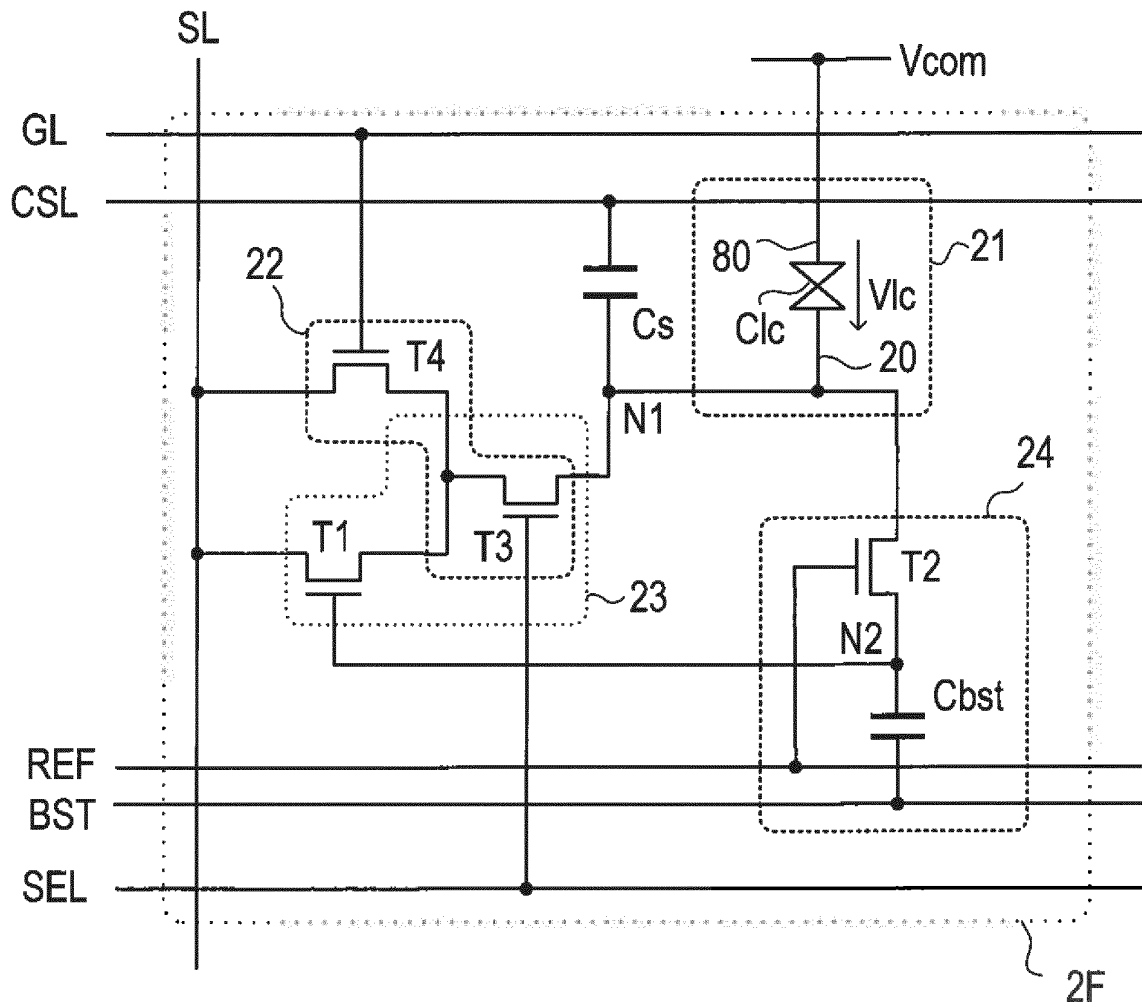 SL
Vcom
GL
CSL
80
21
22
Vlc
Clc
Cs
T4
20
N1
24
T1
T3
T2
23
N2
Cbst
REF
BST
SEL
2F